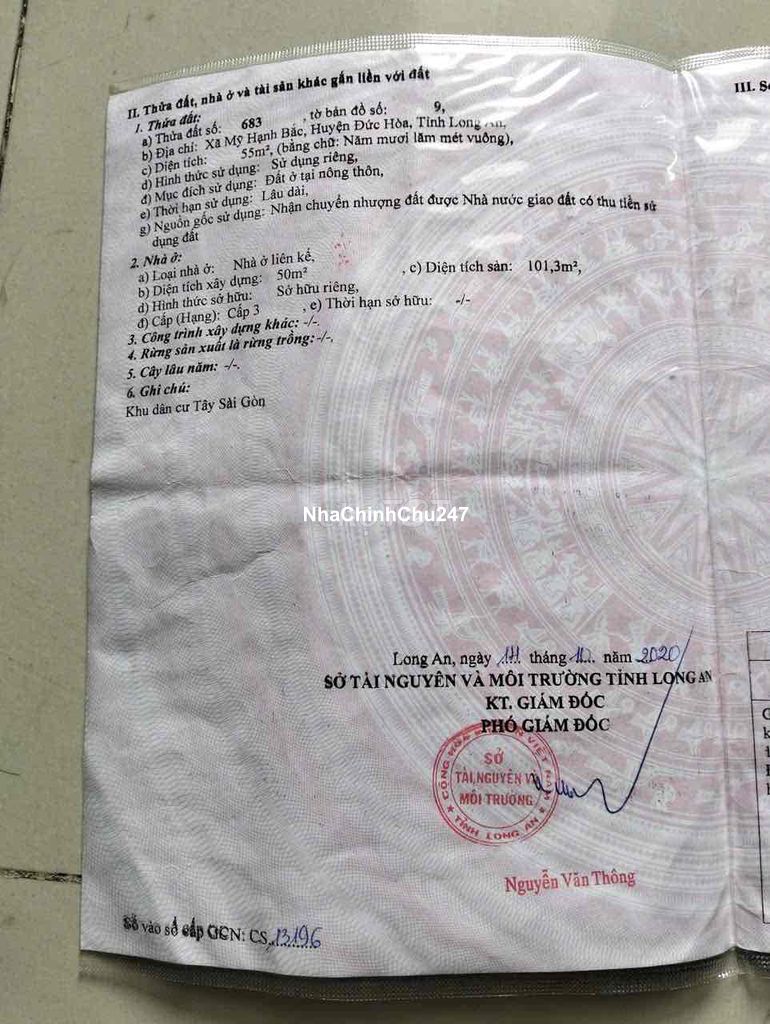 II. Thửa đất, nhà ở và tài sản khác gắn liền với đất
1. Thửa đất:
a) Thửa đất số: 683 , tờ bản đồ số: 9,
b) Địa chỉ: Xã Mỹ Hạnh Bắc, Huyện Đức Hòa, Tỉnh Long An,
c) Diện tích: 55m², (bằng chữ: Năm mươi lăm mét vuông),
d) Hình thức sử dụng: Sử dụng riêng,
đ) Mục đích sử dụng: Đất ở tại nông thôn,
e) Thời hạn sử dụng: Lâu dài,
g) Nguồn gốc sử dụng: Nhận chuyển nhượng đất được Nhà nước giao đất có thu tiền sử
dụng đất
2. Nhà ở:
a) Loại nhà ở: Nhà ở liên kế,
b) Diện tích xây dựng: 50m² , c) Diện tích sàn: 101,3m²,
d) Hình thức sở hữu: Sở hữu riêng,
đ) Cấp (Hạng): Cấp 3 , e) Thời hạn sở hữu: -/-
3. Công trình xây dựng khác: -/-.
4. Rừng sản xuất là rừng trồng: -/-.
5. Cây lâu năm: -/-.
6. Ghi chú:
Khu dân cư Tây Sài Gòn
NhaChinhChu247
Long An, ngày tháng 10 năm 2020
SỞ TÀI NGUYÊN VÀ MÔI TRƯỜNG TỈNH LONG AN
KT. GIÁM ĐỐC
PHÓ GIÁM ĐỐC
SỞ
TÀI NGUYÊN VÀ
MÔI TRƯỜNG
TỈNH LONG AN
Nguyễn Văn Thông
Số vào sổ cấp GCN: CS 13196
III.